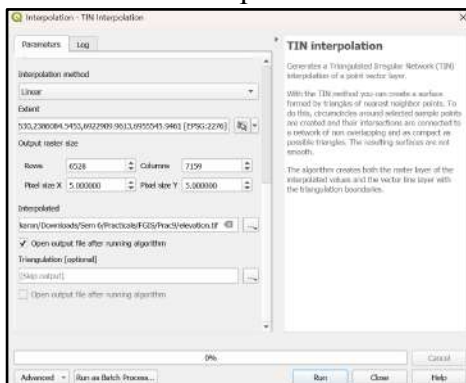 Interpolation - TIN Interpolation
Parameters Log
Interpolation method
Linear
Extent
530,2386084.5453,6922909.9613,6955545.9461 [EPSG:2276]
Output raster size
Rows 6528 Columns 7159
Pixel size X 5.000000 Pixel size Y 5.000000
Interpolated
Downloads/Sem 6/Practicals/FGIS/Prac9/elevation.tif
Open output file after running algorithm
Triangulation [optional]
[Skip output]
Open output file after running algorithm
TIN interpolation
Generates a Triangulated Irregular Network (TIN)
interpolation of a point vector layer.
With the TIN method you can create a surface
formed by triangles of nearest neighbor points. To
do this, circumcircles around selected sample points
are created and their intersections are connected to
a network of non overlapping and as compact as
possible triangles. The resulting surfaces are not
smooth.
The algorithm creates both the raster layer of the
interpolated values and the vector line layer with
the triangulation boundaries.
0%
Cancel
Advanced Run as Batch Process...
Run Close Help